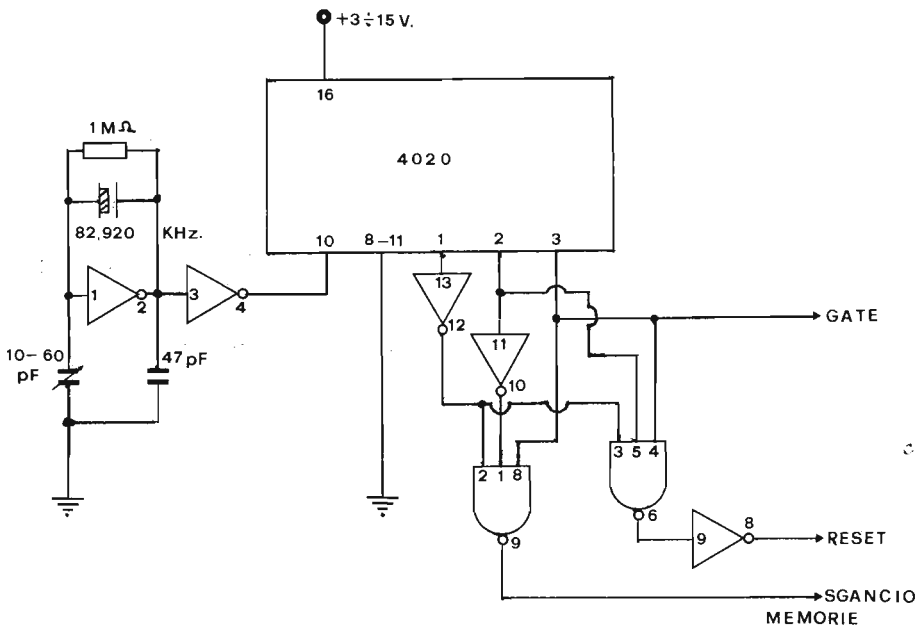 +3÷15 V.
16
1 MΩ
4020
82,920 KHz.
10 8-11 1 2 3
1 2 3 4
13
12
GATE
11
10-60
pF
47 pF
10
2 1 8
3 5 4
6
9 8
RESET
9
SGANCIO
MEMORIE